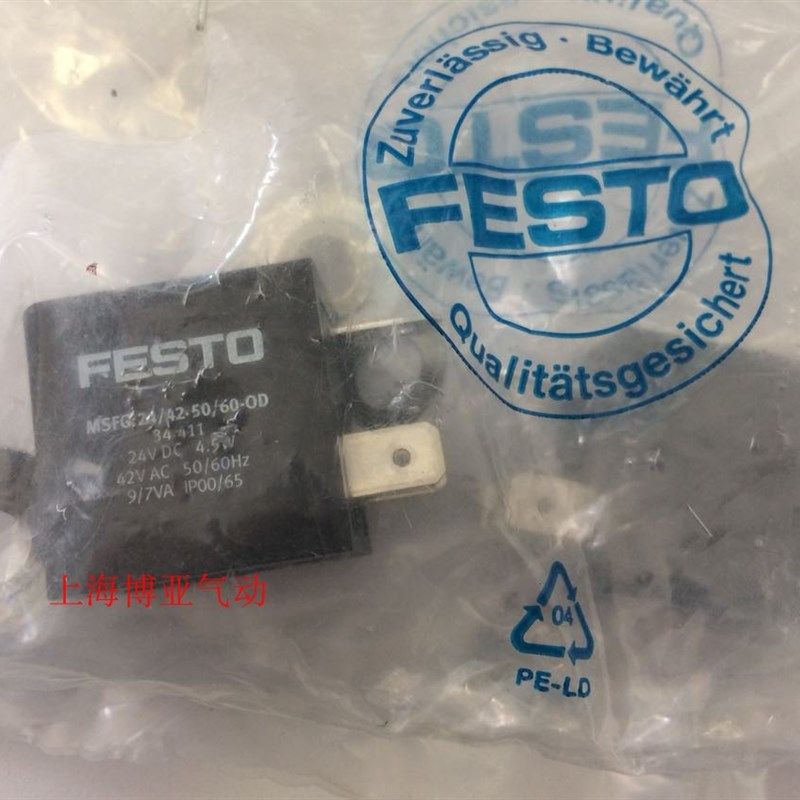 Zuverlässig · Bewährt
FESTO
Qualitätsgesichert
FESTO
MSFG-24/42-50/60-OD
34 411
24V DC 4.5W
42V AC 50/60Hz
9/7VA IP00/65
上海博亚气动
04
PE-LD